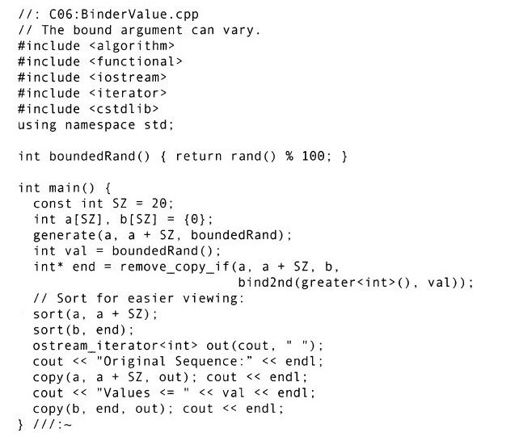 //: C06:BinderValue.cpp
// The bound argument can vary.
#include <algorithm>
#include <functional>
#include <iostream>
#include <iterator>
#include <cstdlib>
using namespace std;

int boundedRand() { return rand() % 100; }

int main() {
  const int SZ = 20;
  int a[SZ], b[SZ] = {0};
  generate(a, a + SZ, boundedRand);
  int val = boundedRand();
  int* end = remove_copy_if(a, a + SZ, b,
                            bind2nd(greater<int>(), val));
  // Sort for easier viewing:
  sort(a, a + SZ);
  sort(b, end);
  ostream_iterator<int> out(cout, " ");
  cout << "Original Sequence:" << endl;
  copy(a, a + SZ, out); cout << endl;
  cout << "Values <= " << val << endl;
  copy(b, end, out); cout << endl;
} ///:~